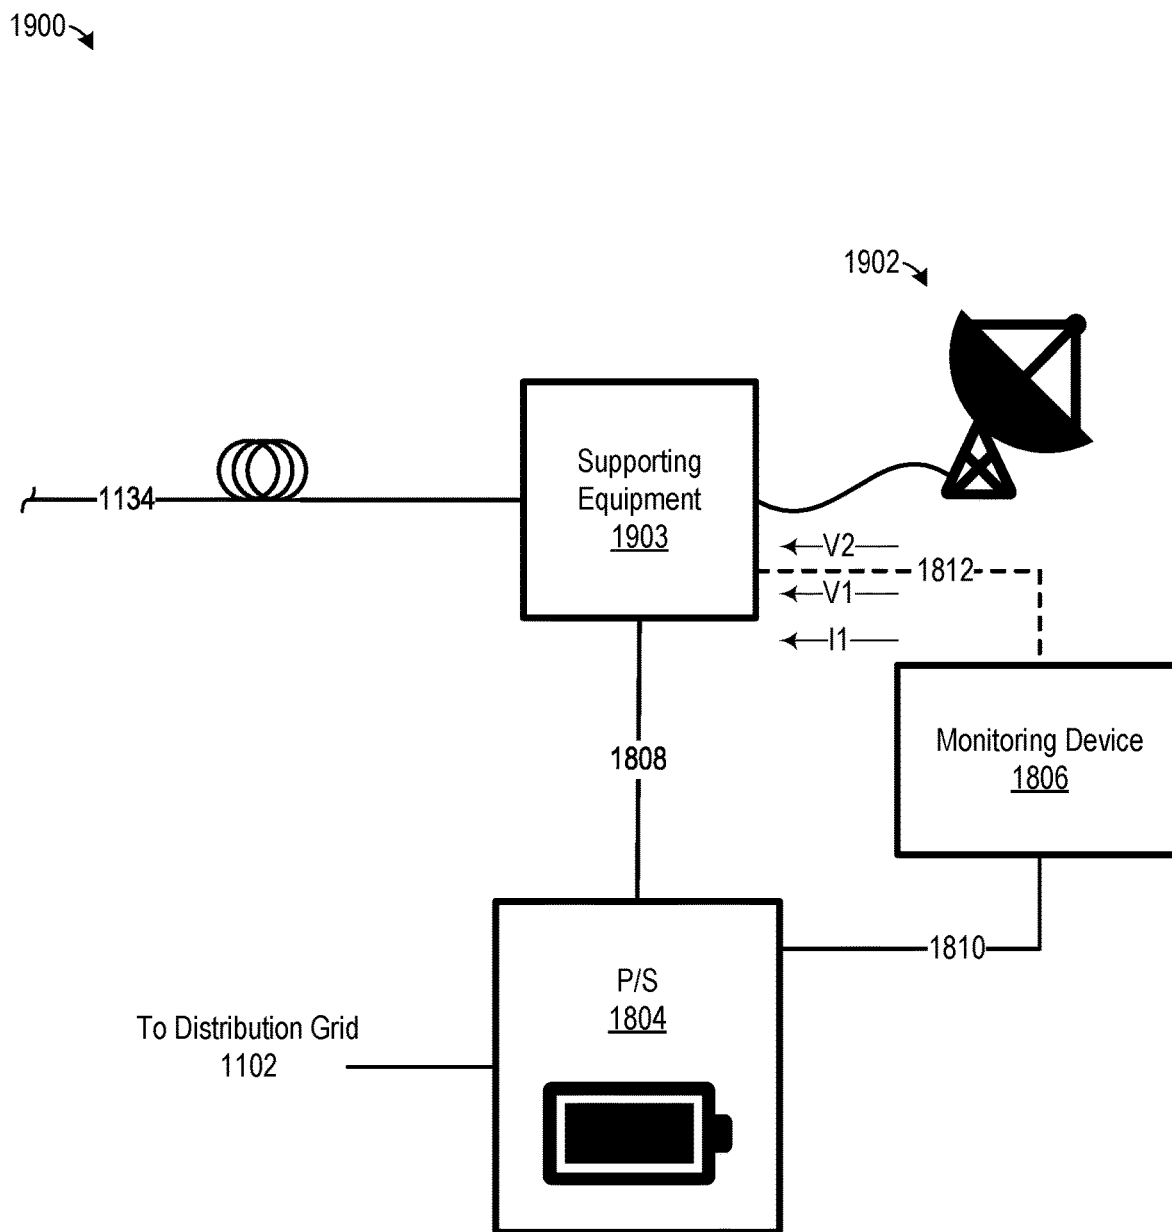 1900
1902
Supporting
Equipment
1903
1134
V2
1812
V1
I1
1808
Monitoring Device
1806
1810
P/S
1804
To Distribution Grid
1102